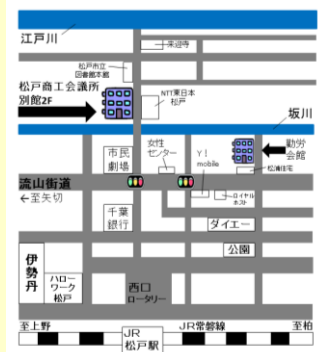 江戸川
来迎寺
松戸市立
図書館本館
松戸商工会議所
別館2F
NTT東日本
松戸
坂川
市民
劇場
女性
センター
Y!
mobile
勤労
会館
松浦住宅
流山街道
←至矢切
千葉
銀行
ロイヤル
ホスト
ダイエー
公園
伊勢丹
ハロー
ワーク
松戸
西口
ロータリー
至上野
JR
松戸駅
JR常磐線
至柏